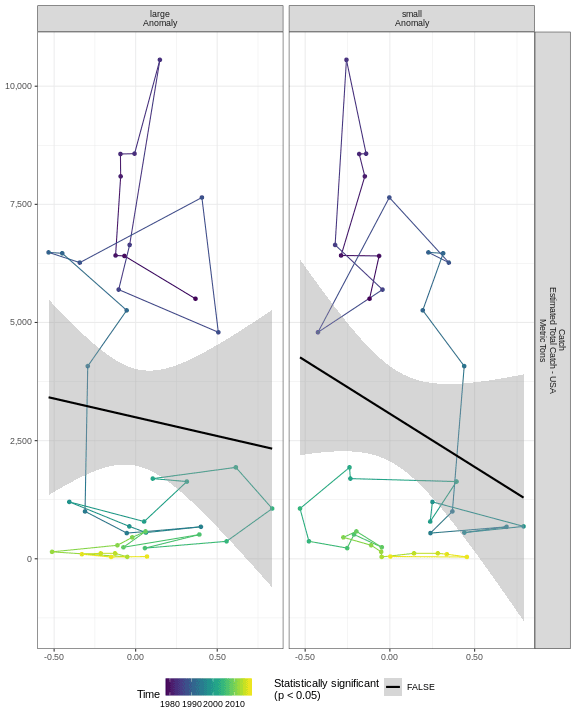 large
Anomaly
small
Anomaly
10,000
7,500
5,000
2,500
0
Catch
Estimated Total Catch - USA
Metric Tons
-0.50
0.00
0.50
-0.50
0.00
0.50
Time
1980 1990 2000 2010
Statistically significant
(p < 0.05)
FALSE